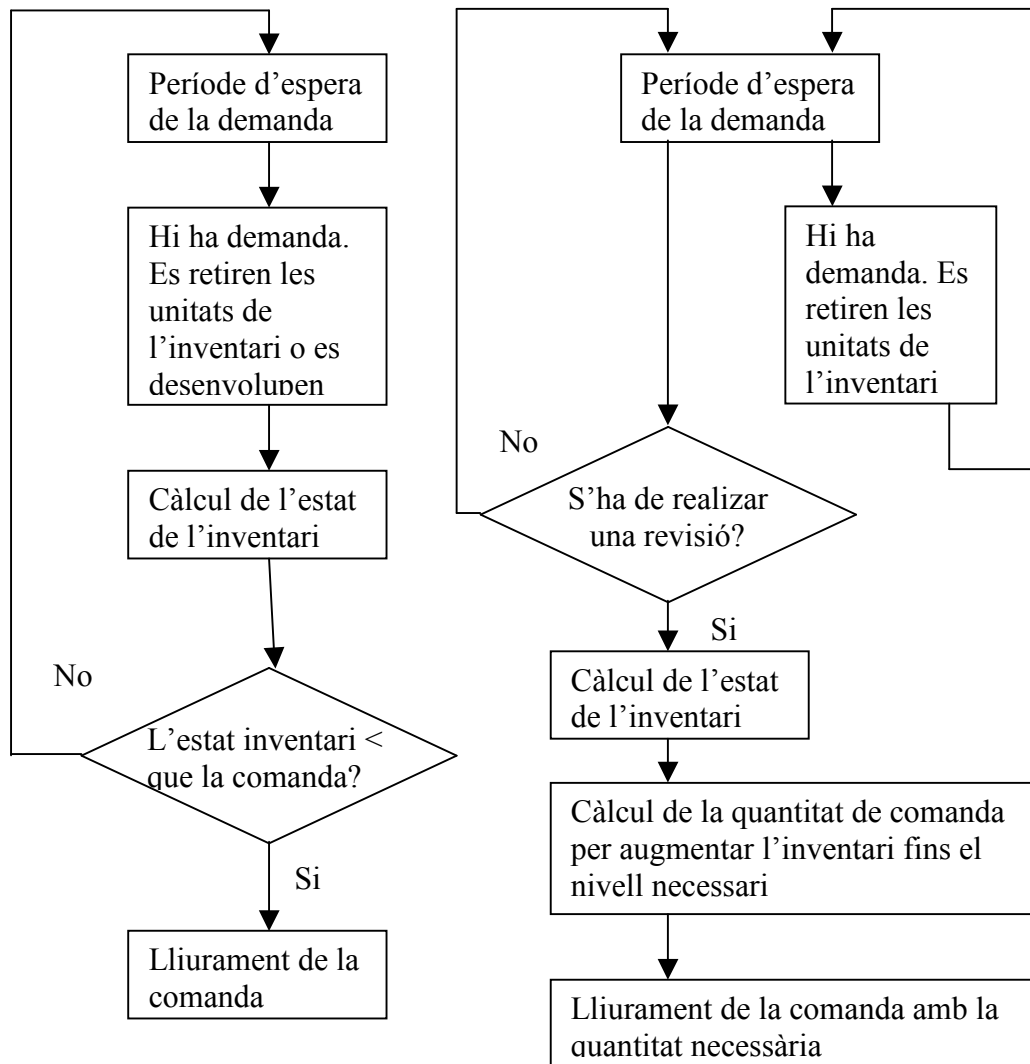 Període d’espera
de la demanda
Hi ha demanda.
Es retiren les
unitats de
l’inventari o es
desenvolupen
Càlcul de l’estat
de l’inventari
No
L’estat inventari <
que la comanda?
Si
Lliurament de la
comanda
Període d’espera
de la demanda
Hi ha
demanda. Es
retiren les
unitats de
l’inventari
No
S’ha de realizar
una revisió?
Si
Càlcul de l’estat
de l’inventari
Càlcul de la quantitat de comanda
per augmentar l’inventari fins el
nivell necessari
Lliurament de la comanda amb la
quantitat necessària